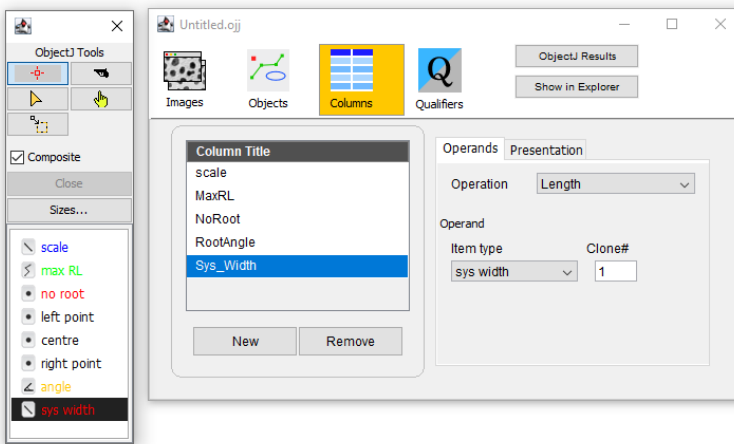 ObjectJ Tools
Composite
Close
Sizes...
scale
max RL
no root
left point
centre
right point
angle
sys width
Untitled.ojj
Images
Objects
Columns
Q
Qualifiers
ObjectJ Results
Show in Explorer
Column Title
scale
MaxRL
NoRoot
RootAngle
Sys_Width
New
Remove
Operands Presentation
Operation Length
Operand
Item type Clone#
sys width 1